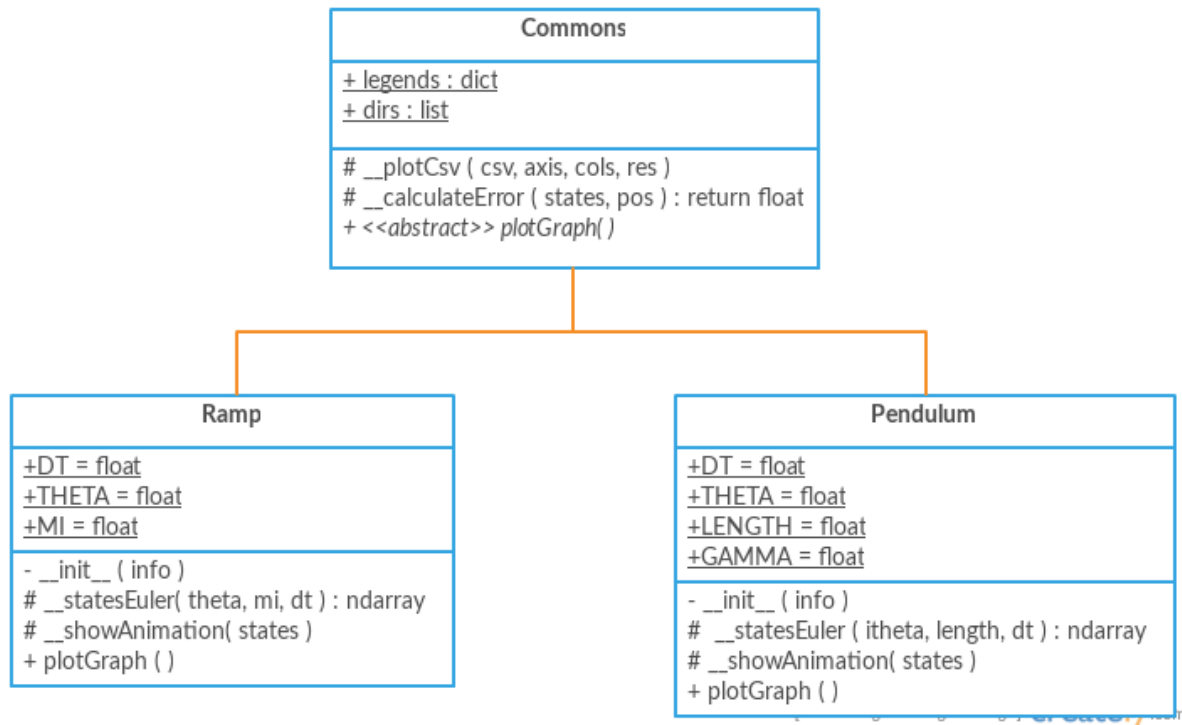 Commons
+ legends : dict
+ dirs : list
# __plotCsv ( csv, axis, cols, res )
# __calculateError ( states, pos ) : return float
+ <<abstract>> plotGraph( )
Ramp
+DT = float
+THETA = float
+MI = float
- __init__ ( info )
# __statesEuler( theta, mi, dt ) : ndarray
# __showAnimation( states )
+ plotGraph ( )
Pendulum
+DT = float
+THETA = float
+LENGTH = float
+GAMMA = float
- __init__ ( info )
# __statesEuler ( itheta, length, dt ) : ndarray
# __showAnimation( states )
+ plotGraph ( )